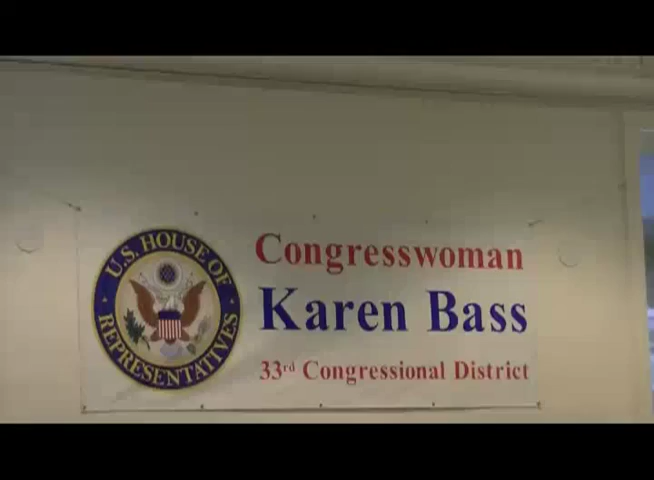 U.S. HOUSE OF
REPRESENTATIVES
Congresswoman
Karen Bass
33rd Congressional District